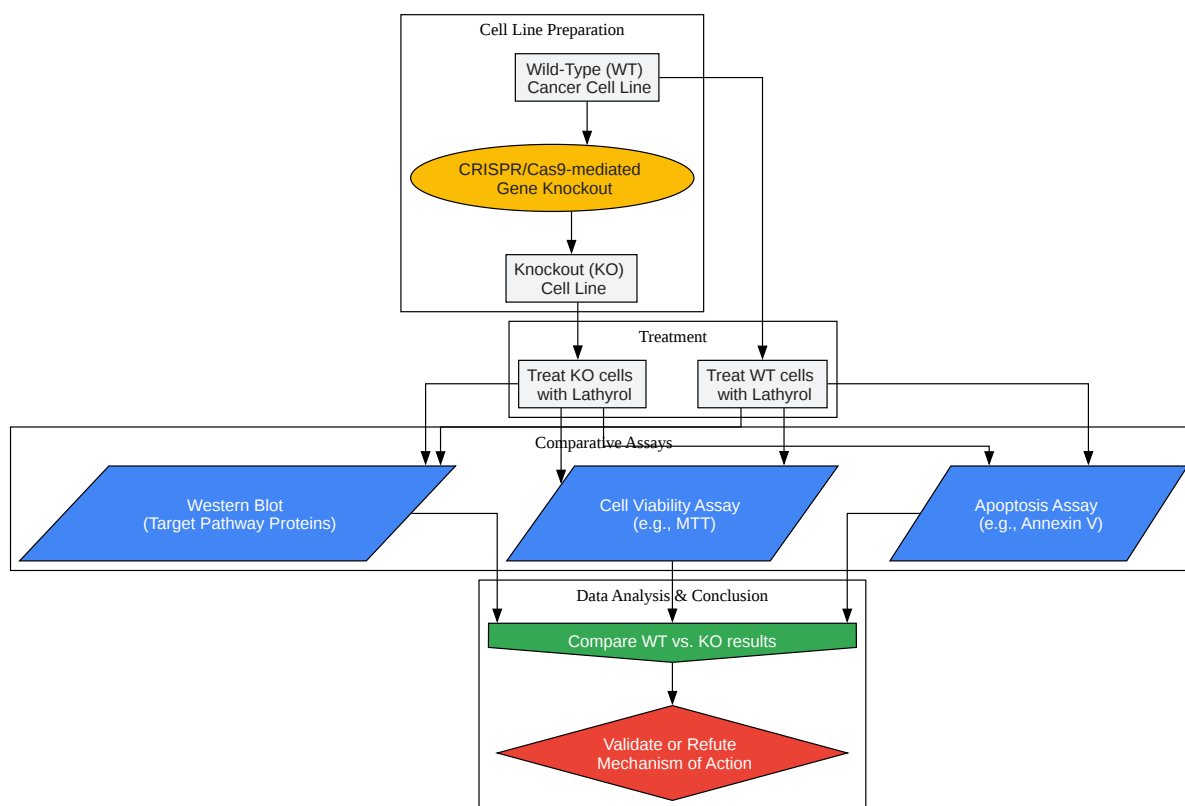 Cell Line Preparation
Wild-Type (WT)
Cancer Cell Line
CRISPR/Cas9-mediated
Gene Knockout
Knockout (KO)
Cell Line
Treatment
Treat KO cells
with Lathyrol
Treat WT cells
with Lathyrol
Comparative Assays
Western Blot
(Target Pathway Proteins)
Cell Viability Assay
(e.g., MTT)
Apoptosis Assay
(e.g., Annexin V)
Data Analysis & Conclusion
Compare WT vs. KO results
Validate or Refute
Mechanism of Action